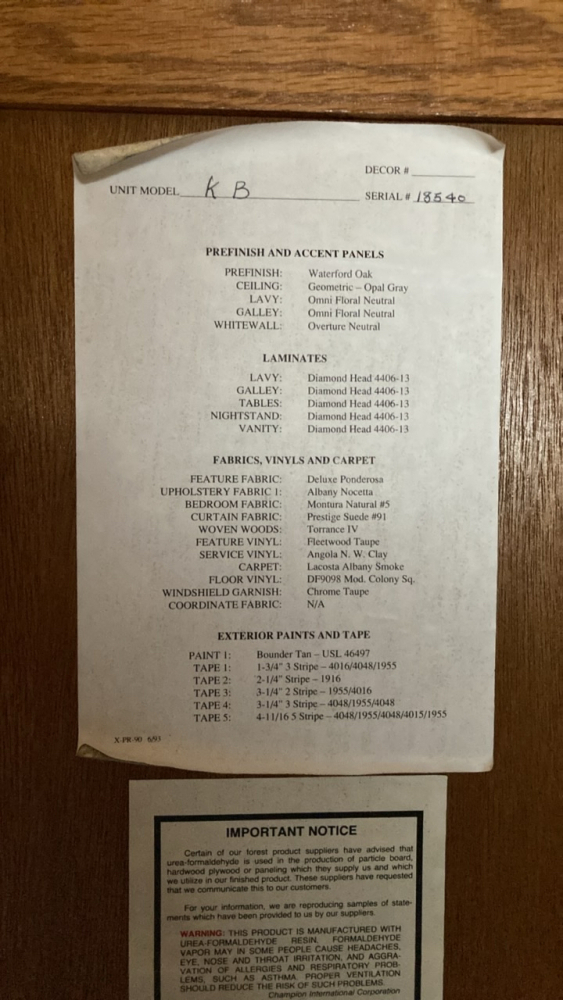 DECOR #
UNIT MODEL K B
SERIAL # 18540
PREFINISH AND ACCENT PANELS
PREFINISH: Waterford Oak
CEILING: Geometric – Opal Gray
LAVY: Omni Floral Neutral
GALLEY: Omni Floral Neutral
WHITEWALL: Overture Neutral
LAMINATES
LAVY: Diamond Head 4406-13
GALLEY: Diamond Head 4406-13
TABLES: Diamond Head 4406-13
NIGHTSTAND: Diamond Head 4406-13
VANITY: Diamond Head 4406-13
FABRICS, VINYLS AND CARPET
FEATURE FABRIC: Deluxe Ponderosa
UPHOLSTERY FABRIC 1: Albany Nocetta
BEDROOM FABRIC: Montura Natural #5
CURTAIN FABRIC: Prestige Suede #91
WOVEN WOODS: Torrance IV
FEATURE VINYL: Fleetwood Taupe
SERVICE VINYL: Angola N. W. Clay
CARPET: Lacosta Albany Smoke
FLOOR VINYL: DF9098 Mod. Colony Sq.
WINDSHIELD GARNISH: Chrome Taupe
COORDINATE FABRIC: N/A
EXTERIOR PAINTS AND TAPE
PAINT 1: Bounder Tan – USL 46497
TAPE 1: 1-3/4" 3 Stripe – 4016/4048/1955
TAPE 2: 2-1/4" Stripe – 1916
TAPE 3: 3-1/4" 2 Stripe – 1955/4016
TAPE 4: 3-1/4" 3 Stripe – 4048/1955/4048
TAPE 5: 4-11/16 5 Stripe – 4048/1955/4048/4015/1955
X-PR-90 6/93
IMPORTANT NOTICE
Certain of our forest product suppliers have advised that
urea-formaldehyde is used in the production of particle board,
hardwood plywood or paneling which they supply us and which
we utilize in our finished product. These suppliers have requested
that we communicate this to our customers.
For your information, we are reproducing samples of state-
ments which have been provided to us by our suppliers.
WARNING: THIS PRODUCT IS MANUFACTURED WITH
UREA-FORMALDEHYDE RESIN. FORMALDEHYDE
VAPOR MAY IN SOME PEOPLE CAUSE HEADACHES,
EYE, NOSE AND THROAT IRRITATION, AND AGGRA-
VATION OF ALLERGIES AND RESPIRATORY PROB-
LEMS, SUCH AS ASTHMA. PROPER VENTILATION
SHOULD REDUCE THE RISK OF SUCH PROBLEMS.
Champion International Corporation